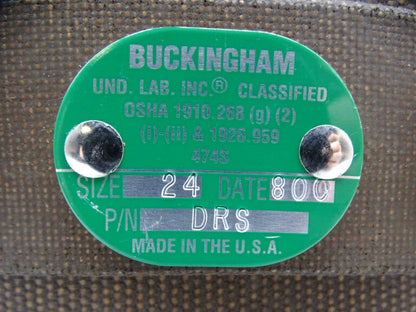 BUCKINGHAM
UND. LAB. INC.® CLASSIFIED
OSHA 1910.268 (g) (2)
(i)-(ii) & 1926.959
474S
SIZE 24 DATE 800
P/N DRS
MADE IN THE U.S.A.